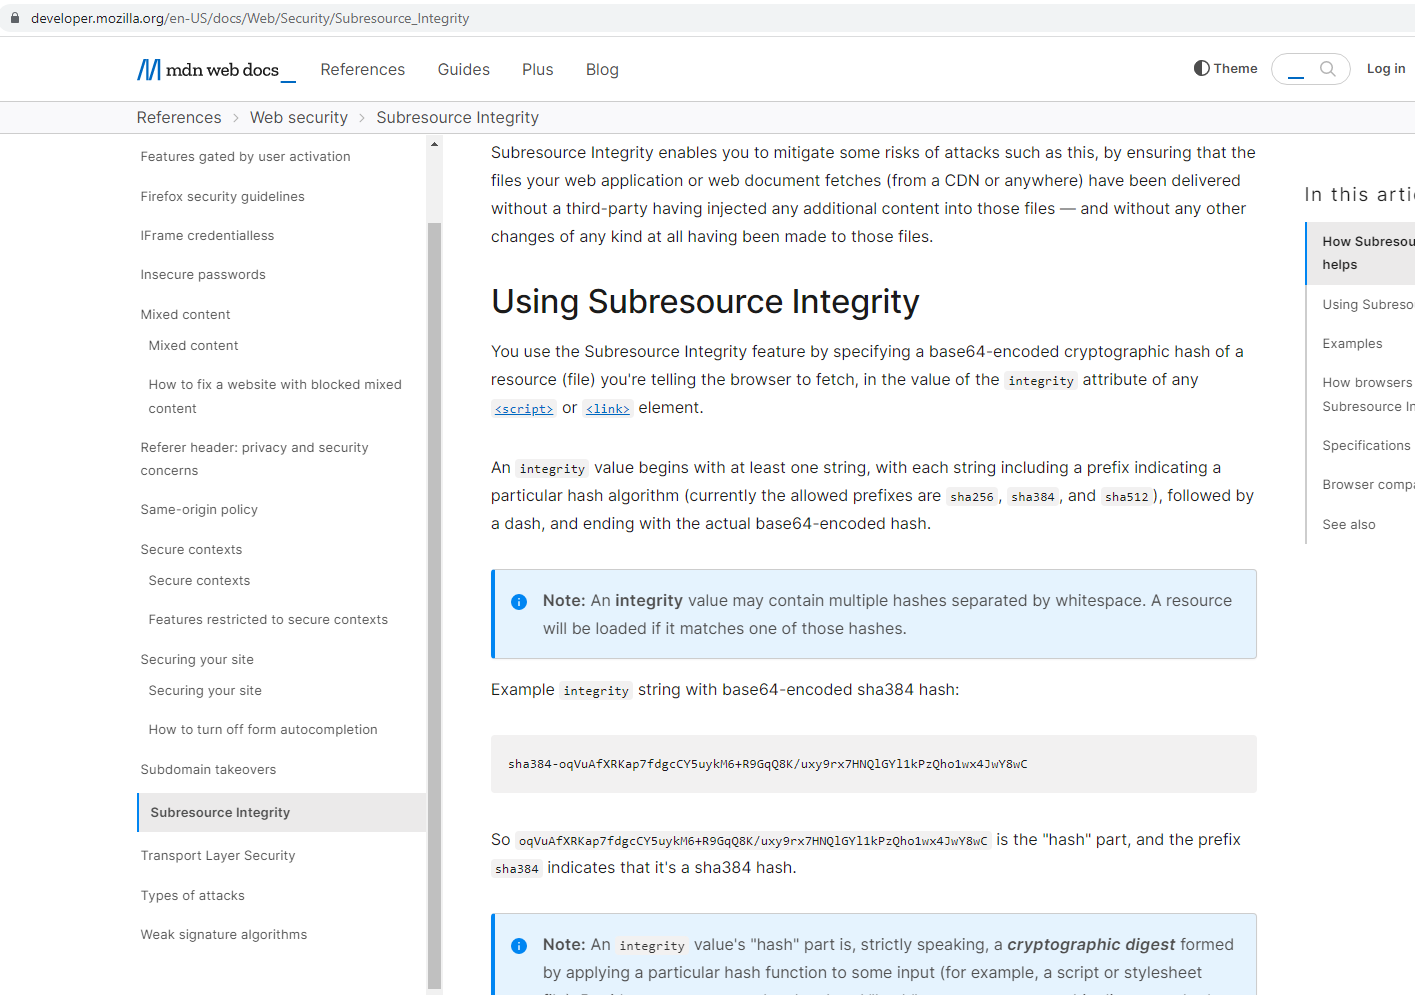 developer.mozilla.org/en-US/docs/Web/Security/Subresource_Integrity
mdn web docs_ References Guides Plus Blog Theme Log in
References > Web security > Subresource Integrity
Features gated by user activation
Firefox security guidelines
IFrame credentialless
Insecure passwords
Mixed content
Mixed content
How to fix a website with blocked mixed
content
Referer header: privacy and security
concerns
Same-origin policy
Secure contexts
Secure contexts
Features restricted to secure contexts
Securing your site
Securing your site
How to turn off form autocompletion
Subdomain takeovers
Subresource Integrity
Transport Layer Security
Types of attacks
Weak signature algorithms
Subresource Integrity enables you to mitigate some risks of attacks such as this, by ensuring that the
files your web application or web document fetches (from a CDN or anywhere) have been delivered
without a third-party having injected any additional content into those files — and without any other
changes of any kind at all having been made to those files.
Using Subresource Integrity
You use the Subresource Integrity feature by specifying a base64-encoded cryptographic hash of a
resource (file) you're telling the browser to fetch, in the value of the integrity attribute of any
<script> or <link> element.
An integrity value begins with at least one string, with each string including a prefix indicating a
particular hash algorithm (currently the allowed prefixes are sha256, sha384, and sha512), followed by
a dash, and ending with the actual base64-encoded hash.
Note: An integrity value may contain multiple hashes separated by whitespace. A resource
will be loaded if it matches one of those hashes.
Example integrity string with base64-encoded sha384 hash:
sha384-oqVuAfXRKap7fdgcCY5uykM6+R9GqQ8K/uxy9rx7HNQlGYl1kPzQho1wx4JwY8wC
So oqVuAfXRKap7fdgcCY5uykM6+R9GqQ8K/uxy9rx7HNQlGYl1kPzQho1wx4JwY8wC is the "hash" part, and the prefix
sha384 indicates that it's a sha384 hash.
Note: An integrity value's "hash" part is, strictly speaking, a cryptographic digest formed
by applying a particular hash function to some input (for example, a script or stylesheet
In this arti
How Subresou
helps
Using Subreso
Examples
How browsers
Subresource In
Specifications
Browser compa
See also